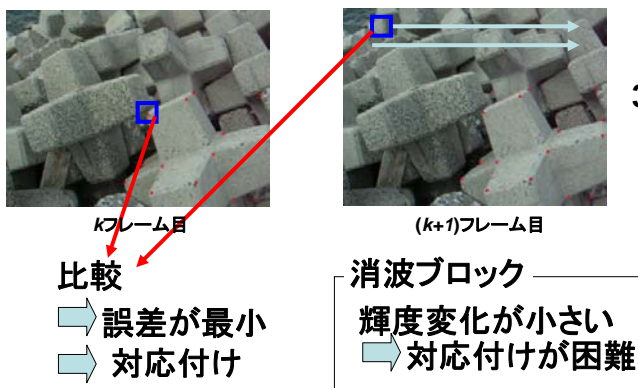 kフレーム目
(k+1)フレーム目
比較
誤差が最小
対応付け
消波ブロック
輝度変化が小さい
対応付けが困難